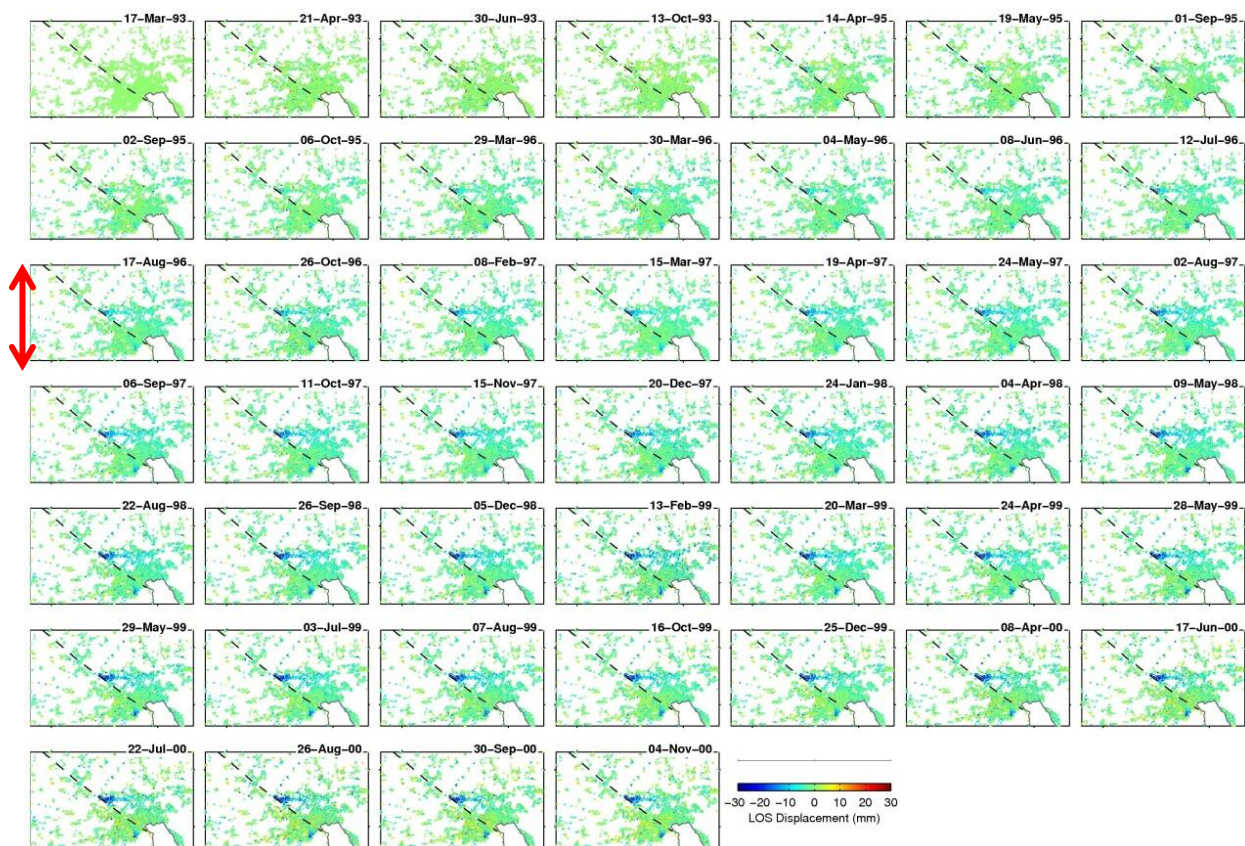 17–Mar–93 21–Apr–93 30–Jun–93 13–Oct–93 14–Apr–95 19–May–95 01–Sep–95
02–Sep–95 06–Oct–95 29–Mar–96 30–Mar–96 04–May–96 08–Jun–96 12–Jul–96
17–Aug–96 26–Oct–96 08–Feb–97 15–Mar–97 19–Apr–97 24–May–97 02–Aug–97
06–Sep–97 11–Oct–97 15–Nov–97 20–Dec–97 24–Jan–98 04–Apr–98 09–May–98
22–Aug–98 26–Sep–98 05–Dec–98 13–Feb–99 20–Mar–99 24–Apr–99 28–May–99
29–May–99 03–Jul–99 07–Aug–99 16–Oct–99 25–Dec–99 08–Apr–00 17–Jun–00
22–Jul–00 26–Aug–00 30–Sep–00 04–Nov–00
−30 −20 −10 0 10 20 30
LOS Displacement (mm)